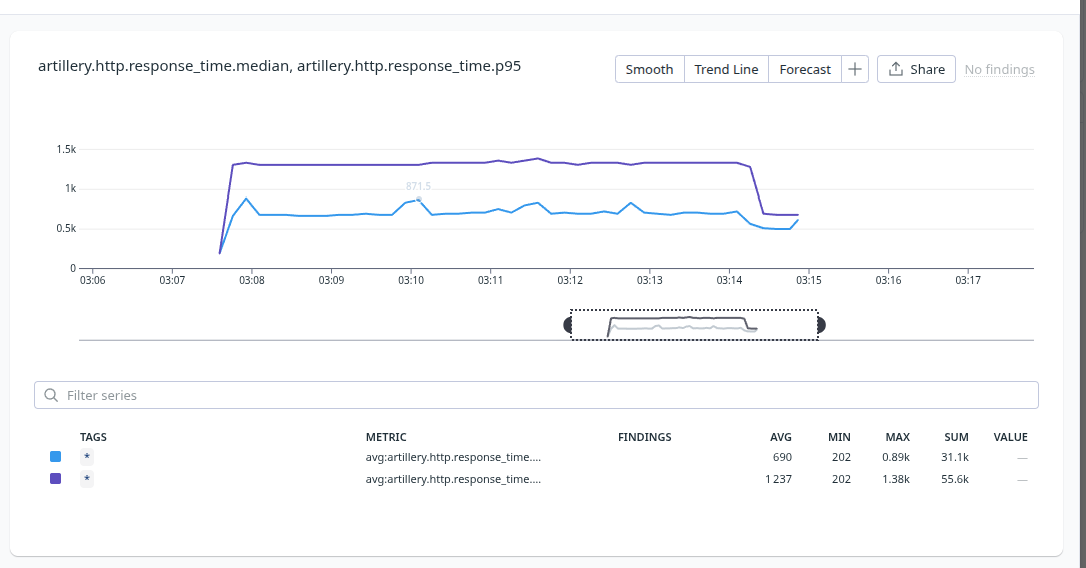 artillery.http.response_time.median, artillery.http.response_time.p95
Smooth Trend Line Forecast + Share No findings
1.5k
1k
0.5k
0
871.5
03:06 03:07 03:08 03:09 03:10 03:11 03:12 03:13 03:14 03:15 03:16 03:17
Filter series
TAGS METRIC FINDINGS AVG MIN MAX SUM VALUE
* avg:artillery.http.response_time.... 690 202 0.89k 31.1k —
* avg:artillery.http.response_time.... 1 237 202 1.38k 55.6k —